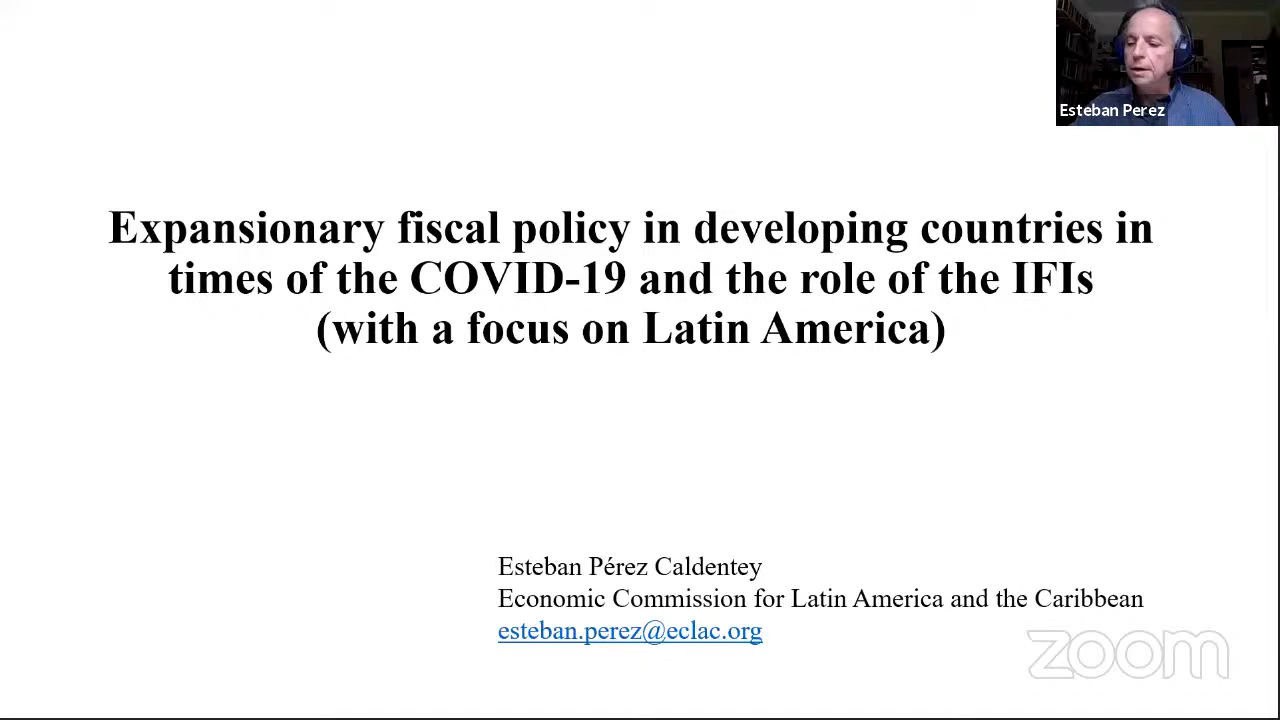 Esteban Perez
Expansionary fiscal policy in developing countries in
times of the COVID-19 and the role of the IFIs
(with a focus on Latin America)
Esteban Pérez Caldentey
Economic Commission for Latin America and the Caribbean
esteban.perez@eclac.org
zoom